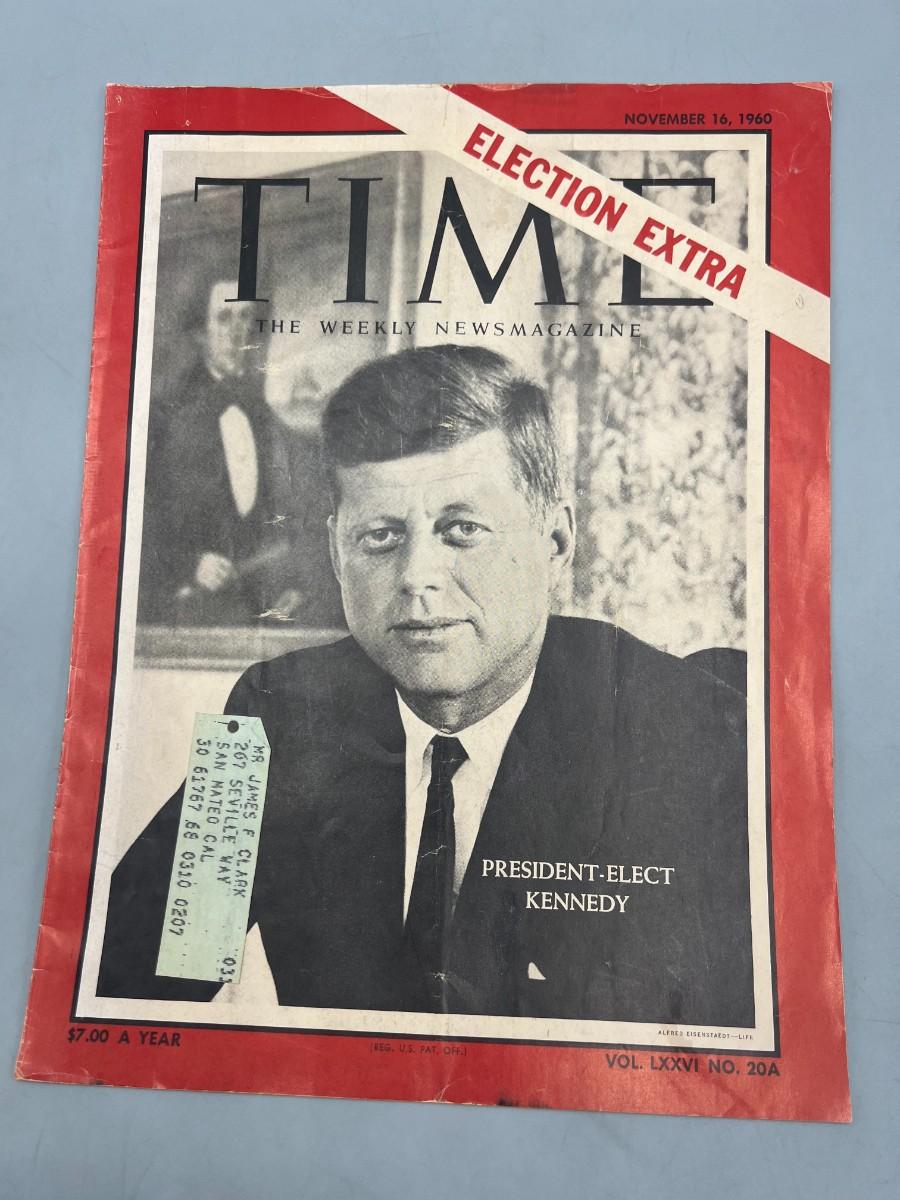 NOVEMBER 16, 1960
ELECTION EXTRA
TIME
THE WEEKLY NEWSMAGAZINE
MR JAMES F CLARK 03
207 SEVILLE WAY
SAN MATEO CAL
30 61767 68 0310 0207
PRESIDENT-ELECT
KENNEDY
ALFRED EISENSTAEDT—LIFE
$7.00 A YEAR
(REG. U.S. PAT. OFF.)
VOL. LXXVI NO. 20A